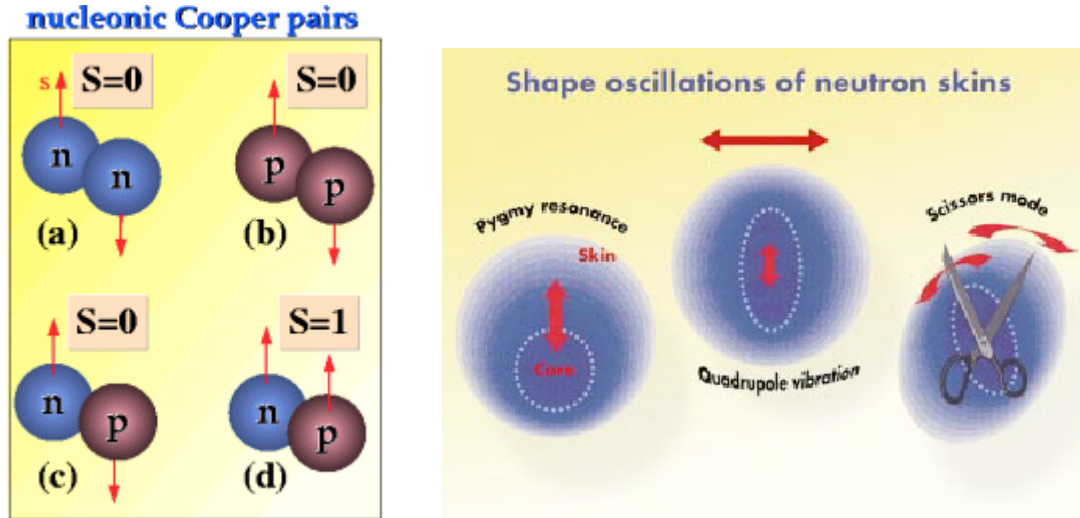 nucleonic Cooper pairs
s S=0 S=0
n n p p
(a) (b)
S=0 S=1
n p n p
(c) (d)
Shape oscillations of neutron skins
Pygmy resonance
Skin
Core
Quadrupole vibration
Scissors mode